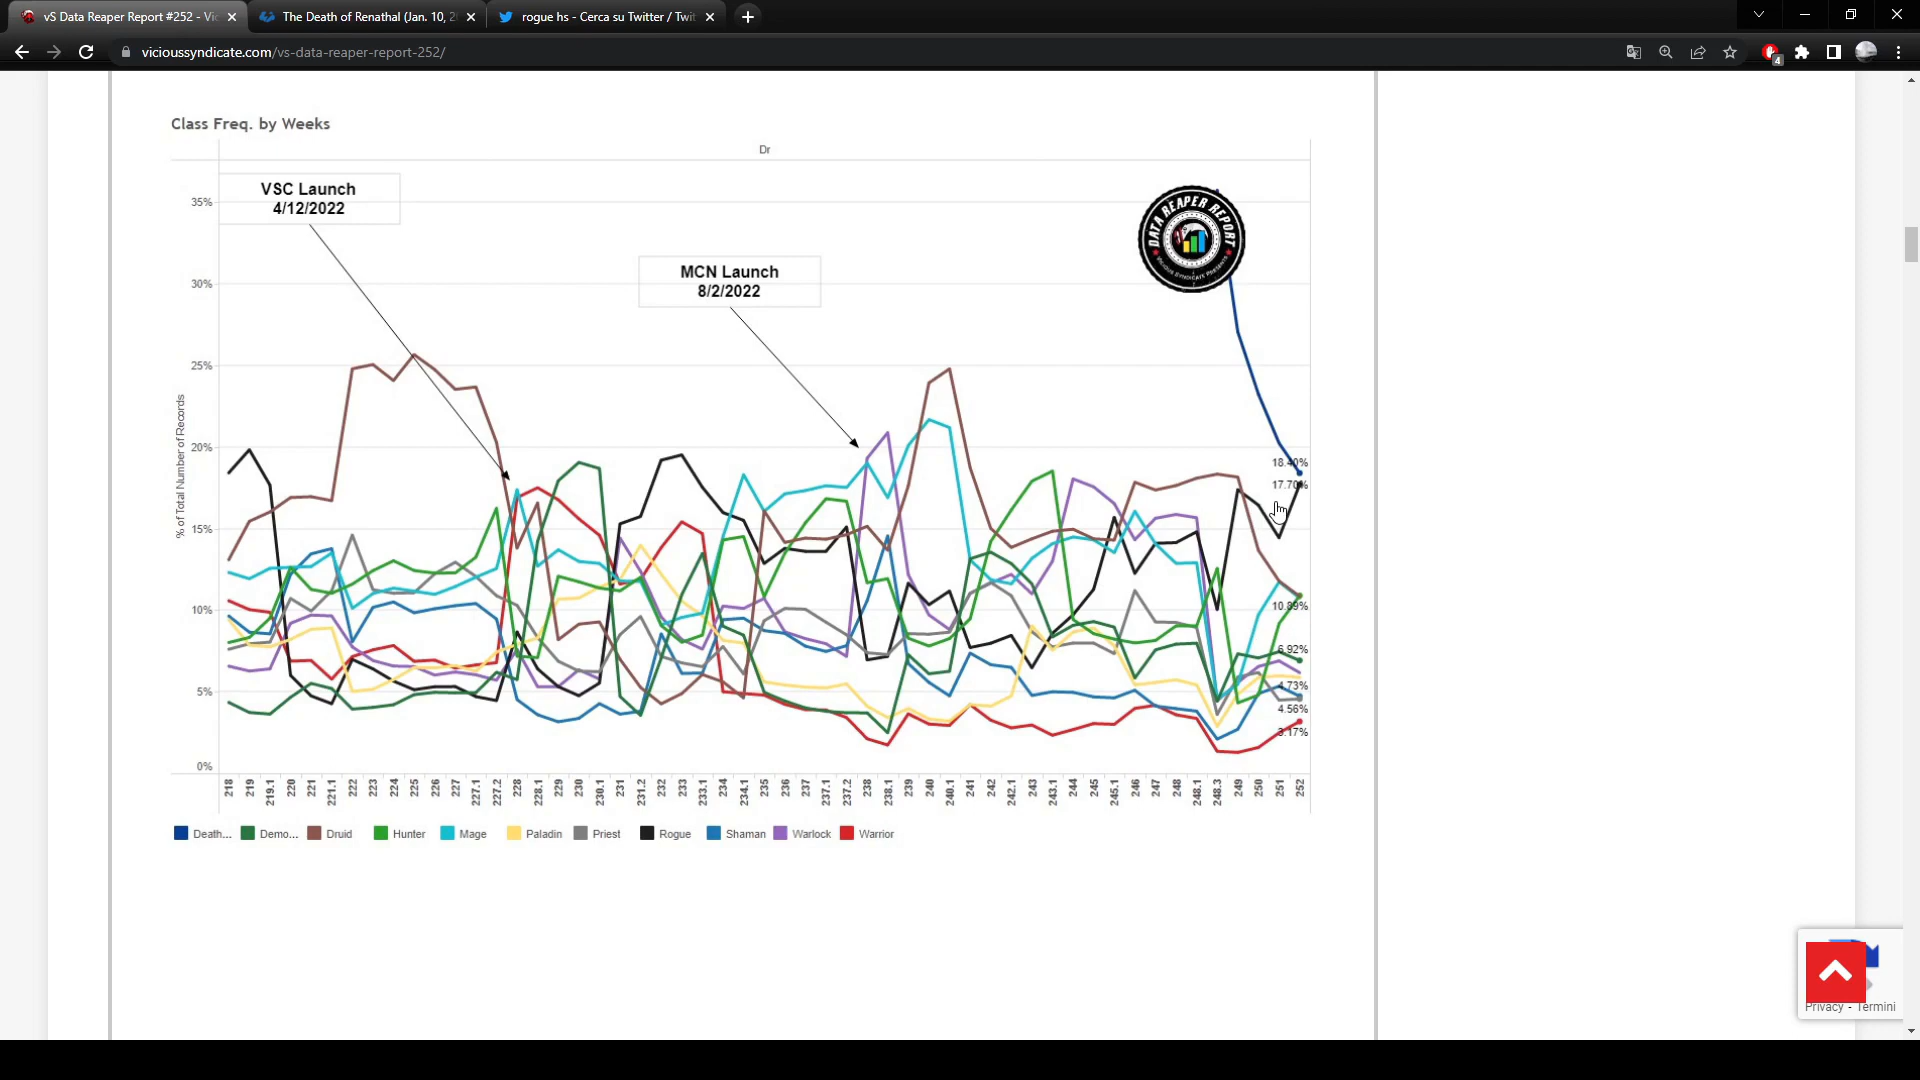 vS Data Reaper Report #252 - Vic
The Death of Renathal (Jan. 10, 2
rogue hs - Cerca su Twitter / Twit
vicioussyndicate.com/vs-data-reaper-report-252/
4
Class Freq. by Weeks
Dr
VSC Launch
4/12/2022
MCN Launch
8/2/2022
DATA REAPER REPORT
VICIOUS SYNDICATE PRESENTS
% of Total Number of Records
35%
30%
25%
20%
15%
10%
5%
0%
18.40%
17.70%
10.89%
6.92%
4.73%
4.56%
3.17%
218 219 219.1 220 221 221.1 222 223 224 225 226 227 227.1 227.2 228 228.1 229 230 230.1 231 231.2 232 233 233.1 234 234.1 235 236 237 237.1 237.2 238 238.1 239 240 240.1 241 242 242.1 243 243.1 244 245 245.1 246 247 248 248.1 248.3 249 250 251 252
Death... Demo... Druid Hunter Mage Paladin Priest Rogue Shaman Warlock Warrior
Privacy - Termini